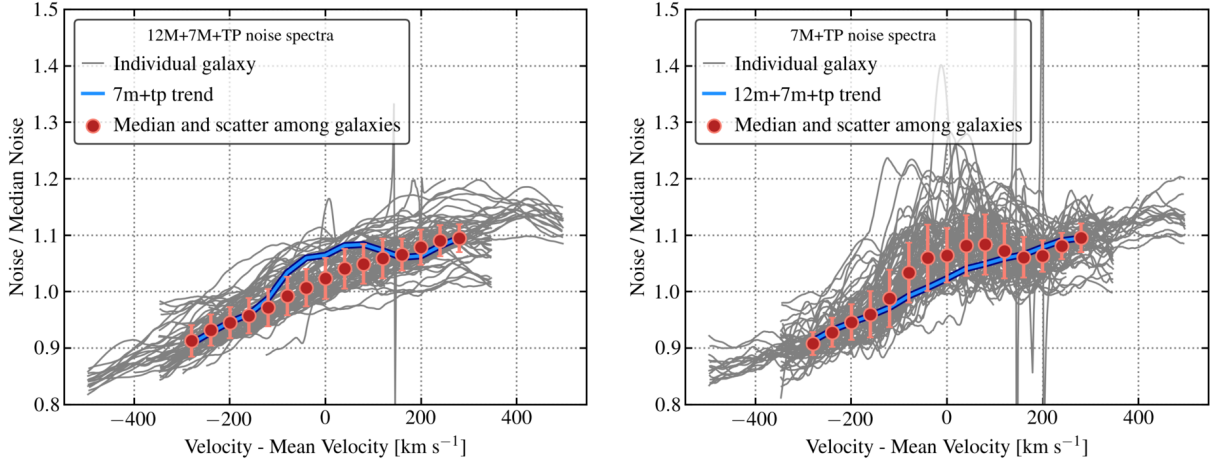 12M+7M+TP noise spectra
Individual galaxy
7m+tp trend
Median and scatter among galaxies
Noise / Median Noise
1.5
1.4
1.3
1.2
1.1
1.0
0.9
0.8
−400
−200
0
200
400
Velocity - Mean Velocity [km s⁻¹]
7M+TP noise spectra
Individual galaxy
12m+7m+tp trend
Median and scatter among galaxies
Noise / Median Noise
1.5
1.4
1.3
1.2
1.1
1.0
0.9
0.8
−400
−200
0
200
400
Velocity - Mean Velocity [km s⁻¹]